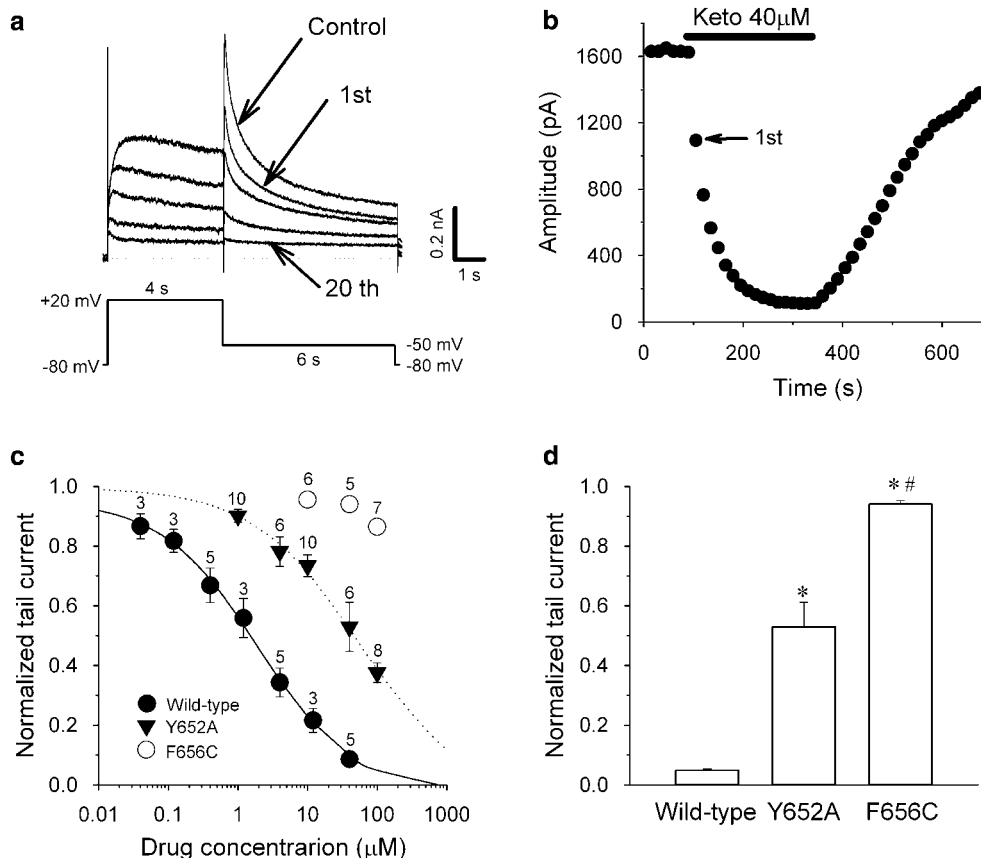 a
Control
1st
20 th
0.2 nA
1 s
+20 mV
4 s
-50 mV
-80 mV
6 s
-80 mV
b
Keto 40μM
1600
1200
800
400
0
1st
Amplitude (pA)
0 200 400 600
Time (s)
c
1.0
0.8
0.6
0.4
0.2
0.0
Normalized tail current
3
3
5
3
5
3
5
10
6
10
6
8
6
5
7
Wild-type
Y652A
F656C
0.01 0.1 1 10 100 1000
Drug concentrarion (μM)
d
1.0
0.8
0.6
0.4
0.2
0.0
Normalized tail current
*
* #
Wild-type Y652A F656C